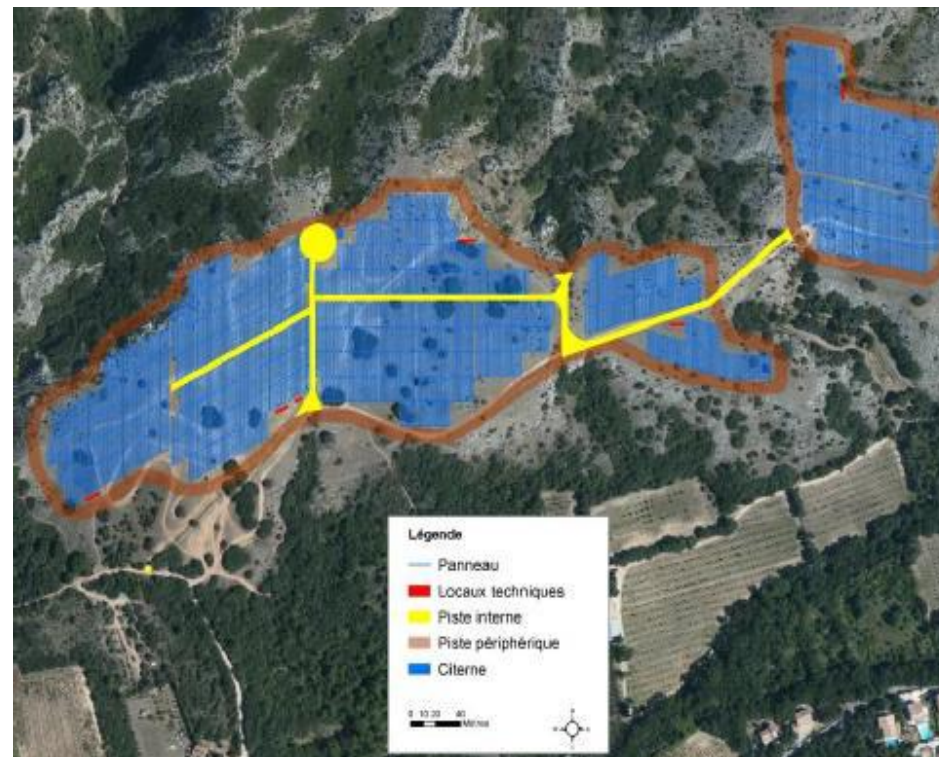 Légende
Panneau
Locaux techniques
Piste interne
Piste périphérique
Citerne
0 10 20 40
Mètres